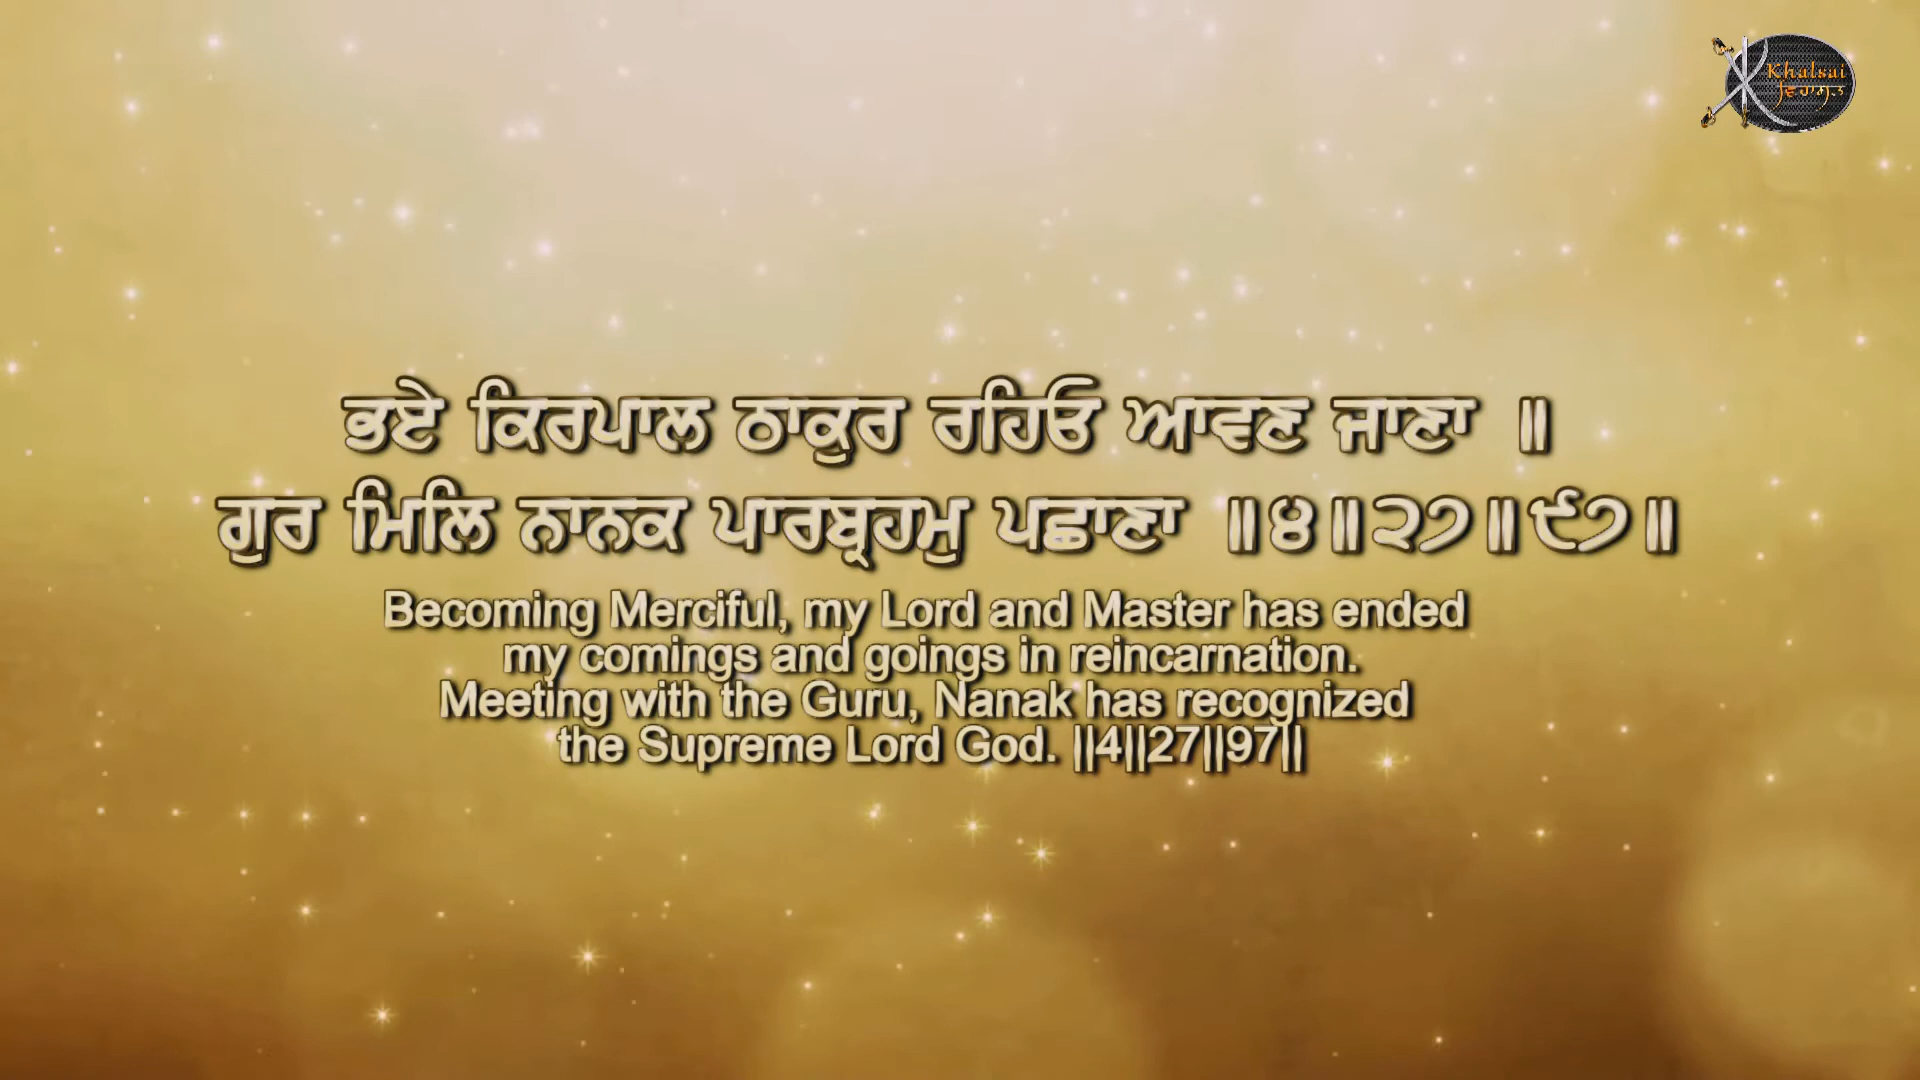 Khalsai
ਵਿਰਾਸਤ
ਭਏ ਕਿਰਪਾਲ ਠਾਕੁਰ ਰਹਿਓ ਆਵਣ ਜਾਣਾ ॥
ਗੁਰ ਮਿਲਿ ਨਾਨਕ ਪਾਰਬ੍ਰਹਮੁ ਪਛਾਣਾ ॥੪॥੨੭॥੯੭॥
Becoming Merciful, my Lord and Master has ended
my comings and goings in reincarnation.
Meeting with the Guru, Nanak has recognized
the Supreme Lord God. ||4||27||97||